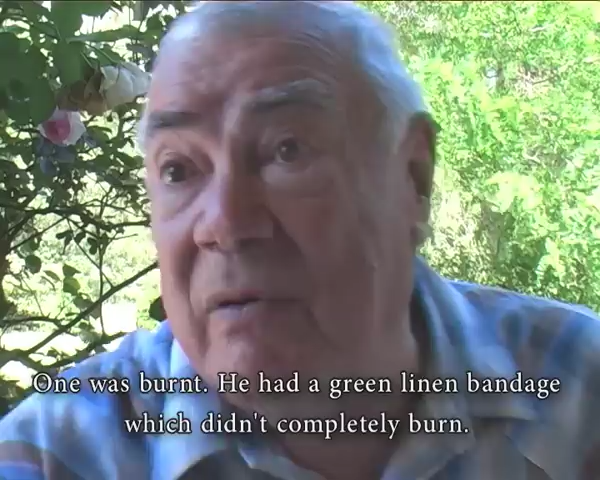 One was burnt. He had a green linen bandage
which didn't completely burn.